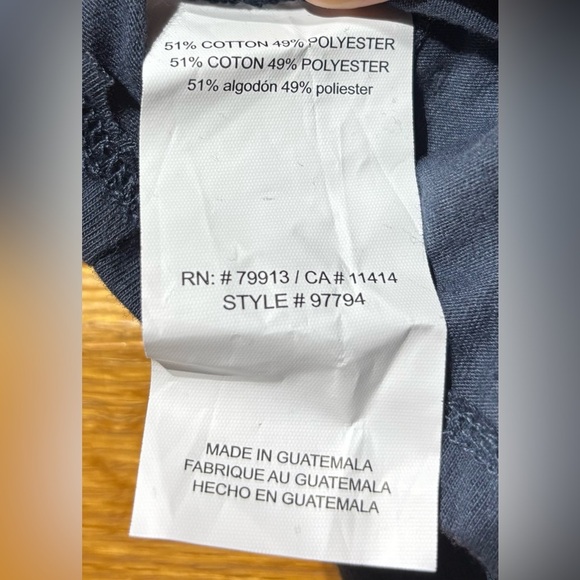 51% COTTON 49% POLYESTER
51% COTON 49% POLYESTER
51% algodón 49% poliester
RN: # 79913 / CA # 11414
STYLE # 97794
MADE IN GUATEMALA
FABRIQUE AU GUATEMALA
HECHO EN GUATEMALA